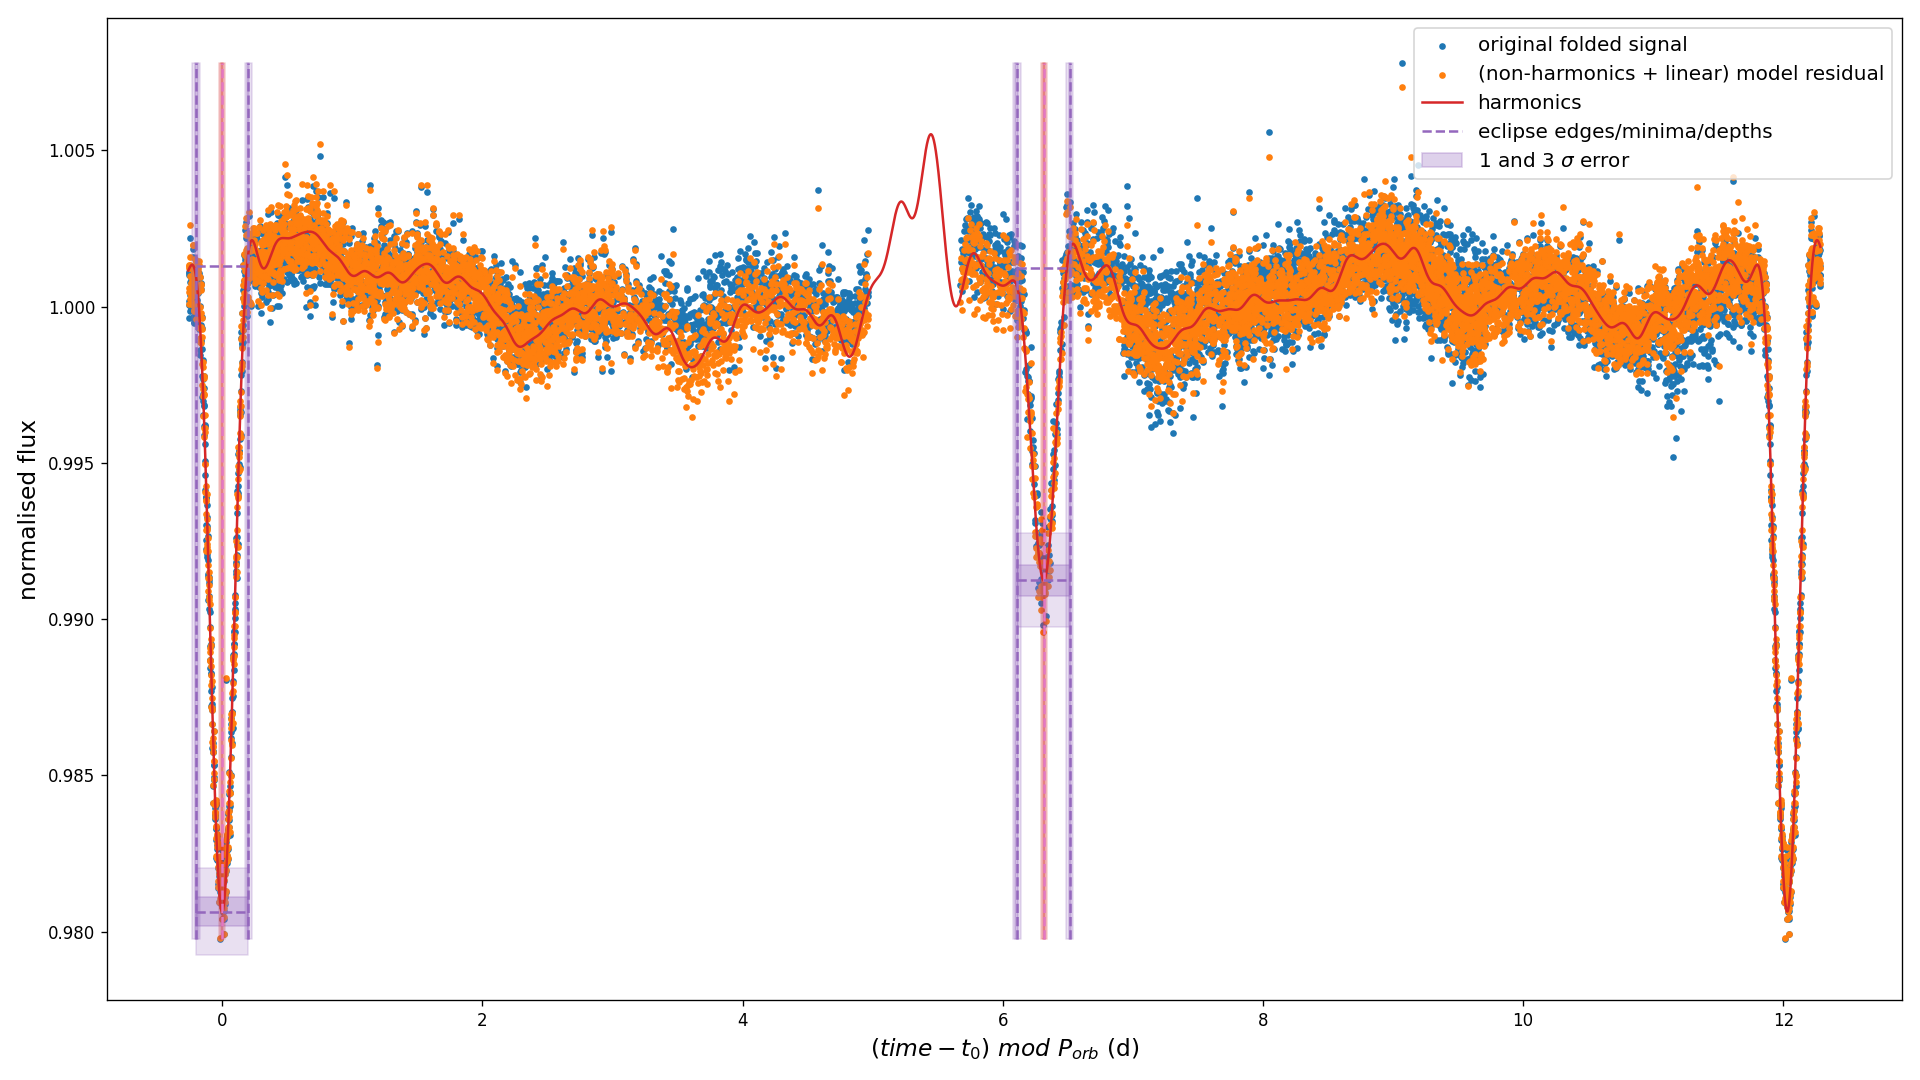 original folded signal
(non-harmonics + linear) model residual
harmonics
eclipse edges/minima/depths
1 and 3 σ error
normalised flux
1.005
1.000
0.995
0.990
0.985
0.980
0 2 4 6 8 10 12
(time − t₀) mod Pₒᵣᵦ (d)